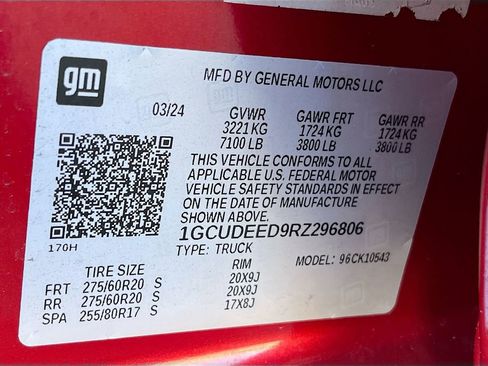 gm
MFD BY GENERAL MOTORS LLC
03/24 GVWR GAWR FRT GAWR RR
3221 KG 1724 KG 1724 KG
7100 LB 3800 LB 3800 LB
THIS VEHICLE CONFORMS TO ALL
APPLICABLE U.S. FEDERAL MOTOR
VEHICLE SAFETY STANDARDS IN EFFECT
ON THE DATE OF MANUFACTURE
SHOWN ABOVE.
1GCUDEED9RZ296806
170H
TYPE: TRUCK MODEL: 96CK10543
TIRE SIZE RIM
FRT 275/60R20 S 20X9J
RR 275/60R20 S 20X9J
SPA 255/80R17 S 17X8J